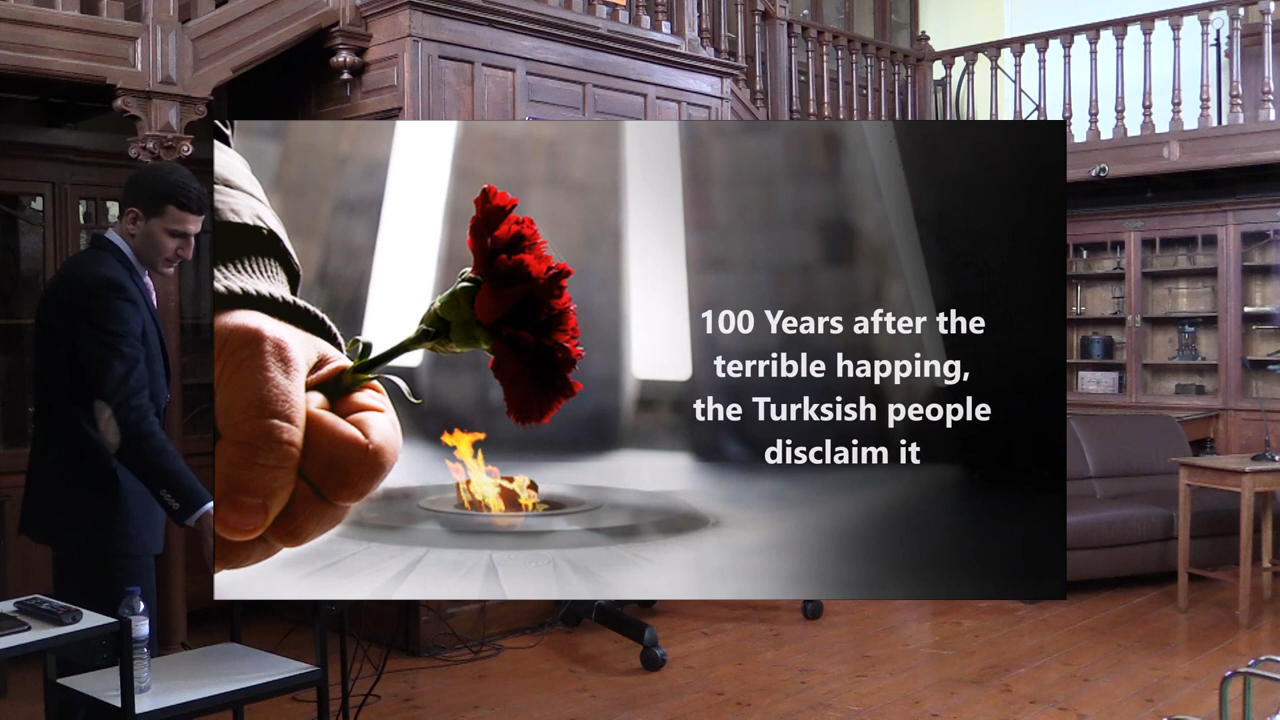 100 Years after the
terrible happing,
the Turksish people
disclaim it